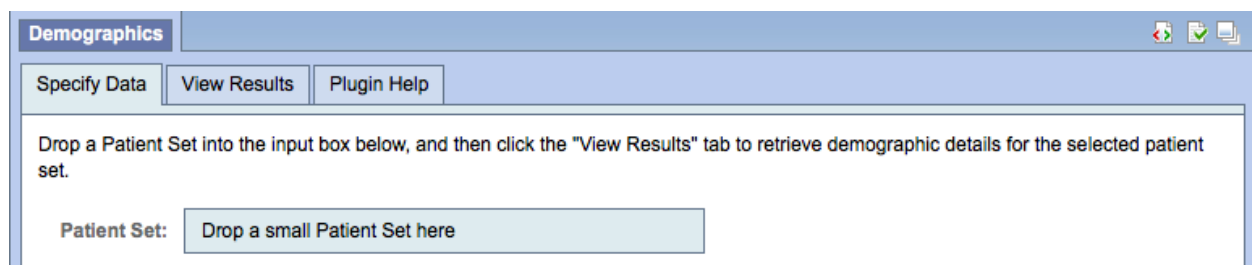 Demographics
Specify Data View Results Plugin Help
Drop a Patient Set into the input box below, and then click the "View Results" tab to retrieve demographic details for the selected patient
set.
Patient Set: Drop a small Patient Set here